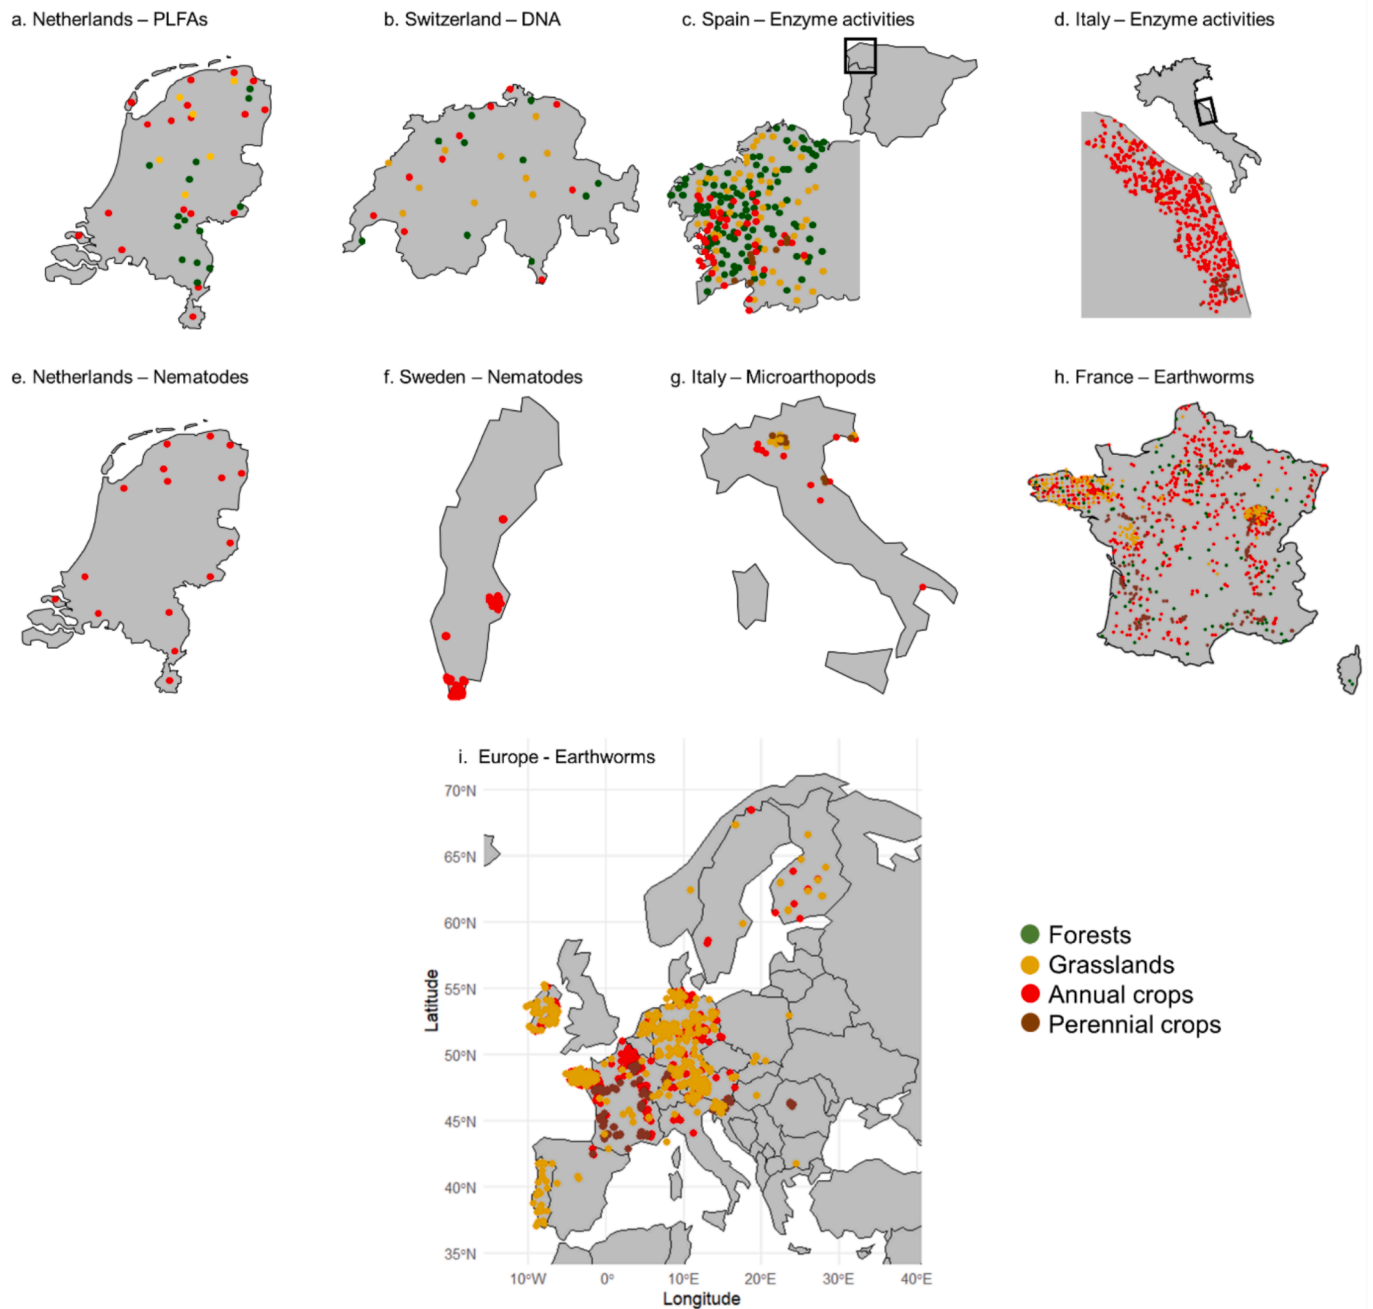 a. Netherlands – PLFAs
b. Switzerland – DNA
c. Spain – Enzyme activities
d. Italy – Enzyme activities
e. Netherlands – Nematodes
f. Sweden – Nematodes
g. Italy – Microarthopods
h. France – Earthworms
i. Europe - Earthworms
70°N
65°N
60°N
55°N
50°N
45°N
40°N
35°N
Latitude
10°W 0° 10°E 20°E 30°E 40°E
Longitude
Forests
Grasslands
Annual crops
Perennial crops